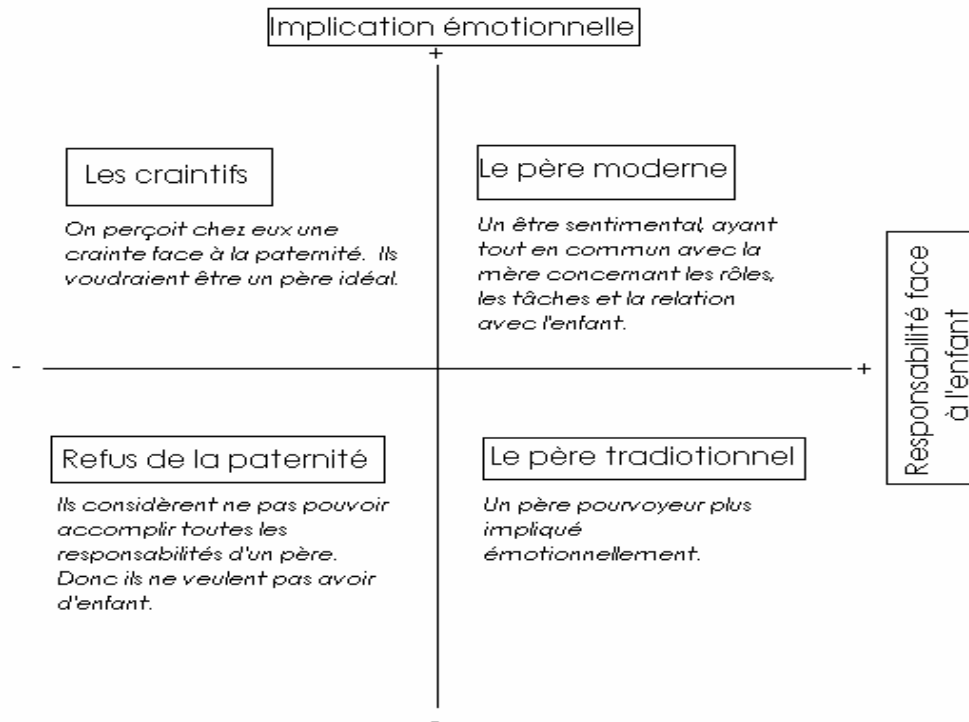 Implication émotionnelle
+
Les craintifs
On perçoit chez eux une
crainte face à la paternité. Ils
voudraient être un père idéal.
Le père moderne
Un être sentimental, ayant
tout en commun avec la
mère concernant les rôles,
les tâches et la relation
avec l'enfant.
-
+
Responsabilité face
à l'enfant
Refus de la paternité
Ils considèrent ne pas pouvoir
accomplir toutes les
responsabilités d'un père.
Donc ils ne veulent pas avoir
d'enfant.
Le père tradiotionnel
Un père pourvoyeur plus
impliqué
émotionnellement.
-